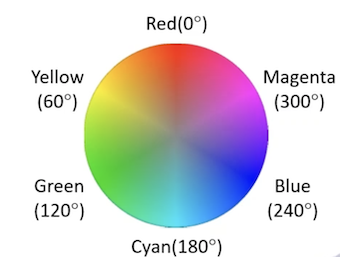 Red(0°)
Yellow
(60°)
Magenta
(300°)
Green
(120°)
Blue
(240°)
Cyan(180°)